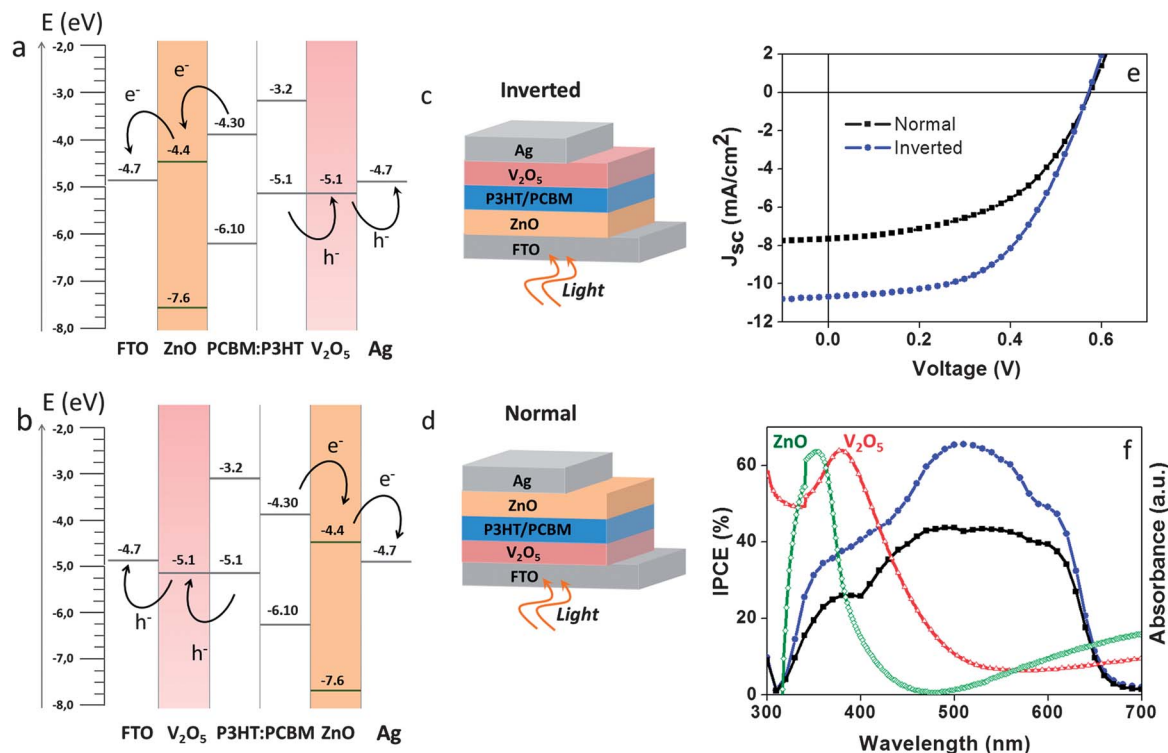 a
E (eV)
-2,0
-3,0
-4,0
-5,0
-6,0
-7,0
-8,0
e-
e-
-3.2
-4.30
-4.4
-4.7
-5.1
-5.1
-4.7
-6.10
h-
h-
-7.6
FTO ZnO PCBM:P3HT V2O5 Ag
c
Inverted
Ag
V2O5
P3HT/PCBM
ZnO
FTO
Light
e
2
0
-2
-4
-6
-8
-10
-12
JSC (mA/cm2)
Normal
Inverted
0.0 0.2 0.4 0.6
Voltage (V)
b
E (eV)
-2,0
-3,0
-4,0
-5,0
-6,0
-7,0
-8,0
e-
e-
-3.2
-4.30
-4.4
-4.7
-5.1
-5.1
-4.7
h-
h-
-6.10
-7.6
FTO V2O5 P3HT:PCBM ZnO Ag
d
Normal
Ag
ZnO
P3HT/PCBM
V2O5
FTO
Light
f
ZnO
V2O5
60
40
20
0
IPCE (%)
Absorbance (a.u.)
300 400 500 600 700
Wavelength (nm)